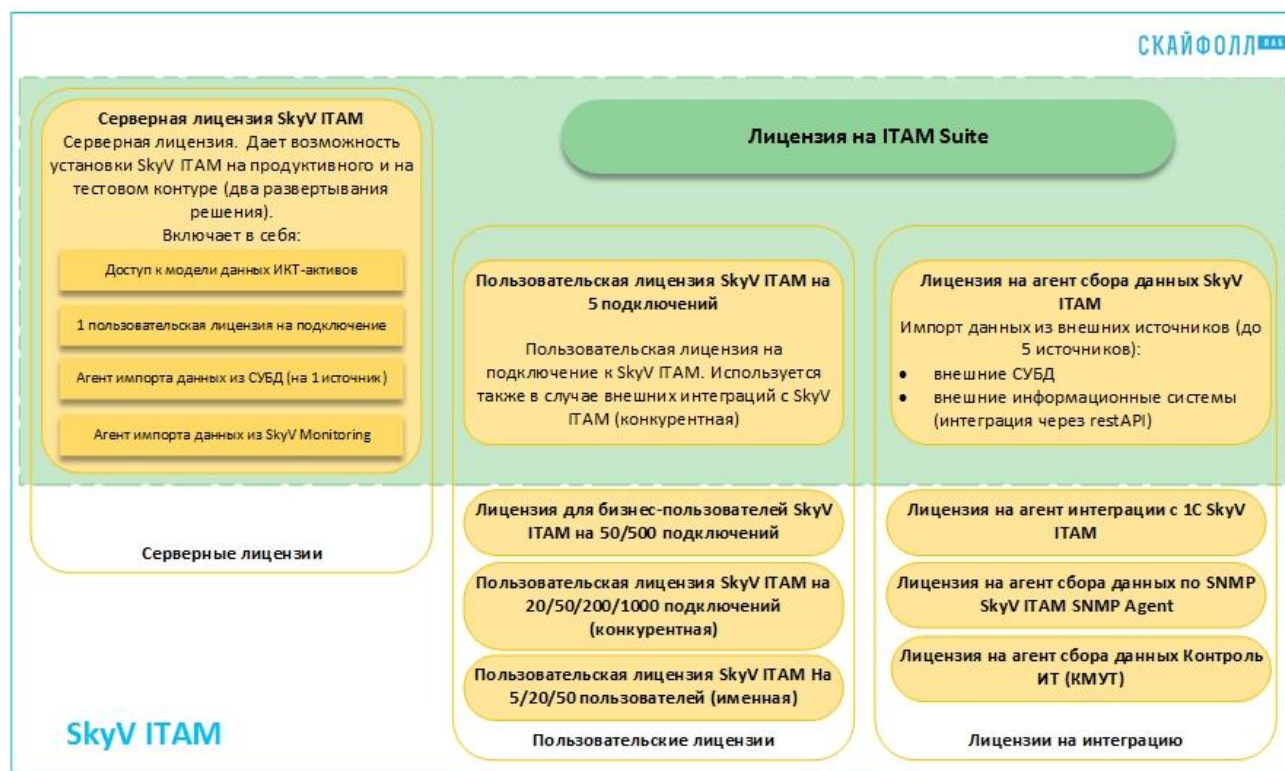 СКАЙФОЛЛ ЛАБ
Серверная лицензия SkyV ITAM
Серверная лицензия. Дает возможность
установки SkyV ITAM на продуктивного и на
тестовом контуре (два развертывания
решения).
Включает в себя:
Доступ к модели данных ИКТ-активов
1 пользовательская лицензия на подключение
Агент импорта данных из СУБД (на 1 источник)
Агент импорта данных из SkyV Monitoring
Серверные лицензии
Лицензия на ITAM Suite
Пользовательская лицензия SkyV ITAM на
5 подключений
Пользовательская лицензия на
подключение к SkyV ITAM. Используется
также в случае внешних интеграций с SkyV
ITAM (конкурентная)
Лицензия для бизнес-пользователей SkyV
ITAM на 50/500 подключений
Пользовательская лицензия SkyV ITAM на
20/50/200/1000 подключений
(конкурентная)
Пользовательская лицензия SkyV ITAM На
5/20/50 пользователей (именная)
Пользовательские лицензии
Лицензия на агент сбора данных SkyV
ITAM
Импорт данных из внешних источников (до
5 источников):
• внешние СУБД
• внешние информационные системы
(интеграция через restAPI)
Лицензия на агент интеграции с 1С SkyV
ITAM
Лицензия на агент сбора данных по SNMP
SkyV ITAM SNMP Agent
Лицензия на агент сбора данных Контроль
ИТ (КМУТ)
Лицензии на интеграцию
SkyV ITAM